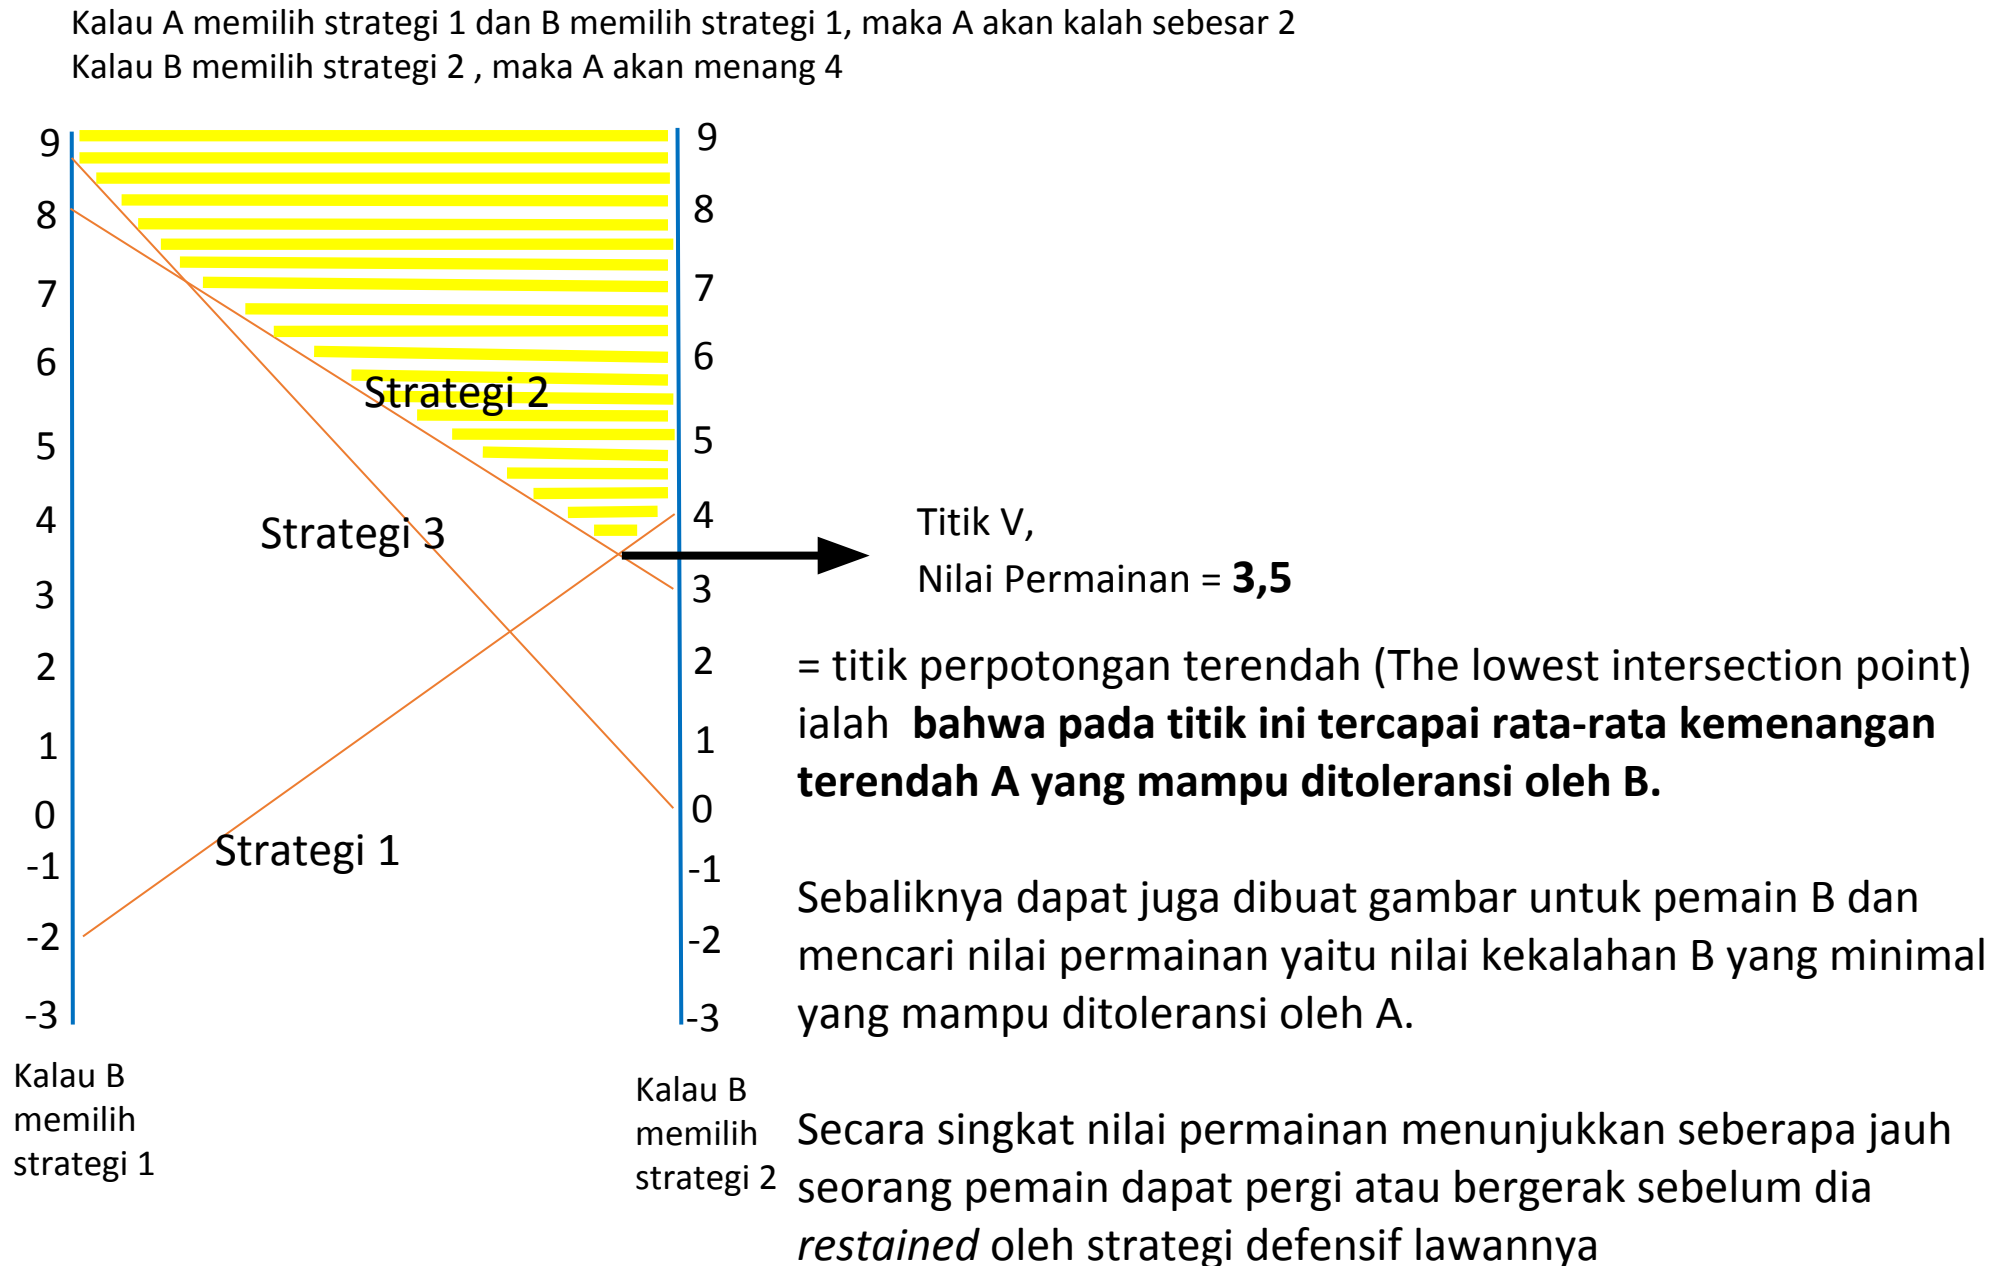 Kalau A memilih strategi 1 dan B memilih strategi 1, maka A akan kalah sebesar 2
Kalau B memilih strategi 2 , maka A akan menang 4
9
8
7
6
5
4
3
2
1
0
-1
-2
-3
Strategi 2
Strategi 3
Strategi 1
9
8
7
6
5
4
3
2
1
0
-1
-2
-3
Kalau B
memilih
strategi 1
Kalau B
memilih
strategi 2
Titik V,
Nilai Permainan = 3,5
= titik perpotongan terendah (The lowest intersection point)
ialah bahwa pada titik ini tercapai rata-rata kemenangan
terendah A yang mampu ditoleransi oleh B.
Sebaliknya dapat juga dibuat gambar untuk pemain B dan
mencari nilai permainan yaitu nilai kekalahan B yang minimal
yang mampu ditoleransi oleh A.
Secara singkat nilai permainan menunjukkan seberapa jauh
seorang pemain dapat pergi atau bergerak sebelum dia
restained oleh strategi defensif lawannya